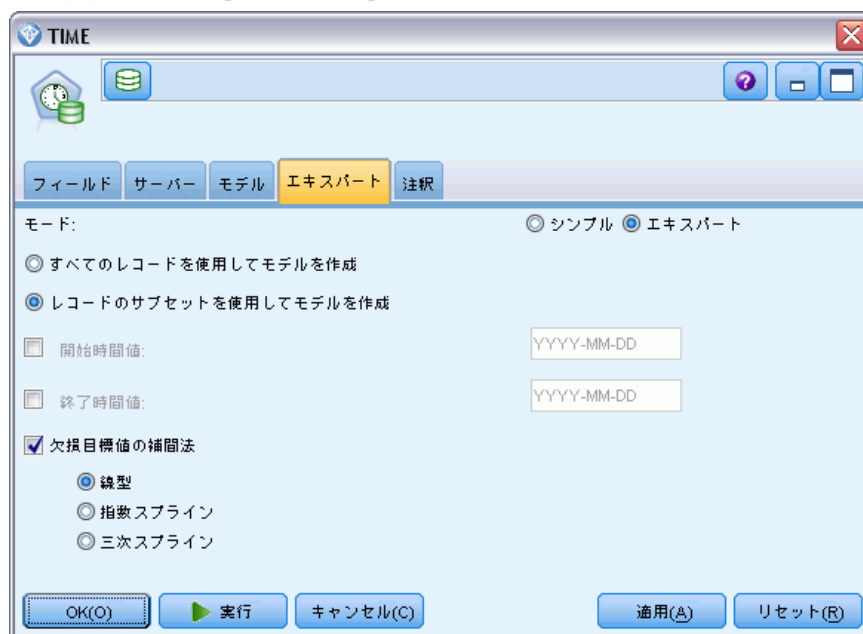 TIME
フィールド サーバー モデル エキスパート 注釈
モード: シンプル エキスパート
すべてのレコードを使用してモデルを作成
レコードのサブセットを使用してモデルを作成
開始時間値: YYYY-MM-DD
終了時間値: YYYY-MM-DD
欠損目標値の補間法
線型
指数スプライン
三次スプライン
OK(O) 実行 キャンセル(C) 適用(A) リセット(R)